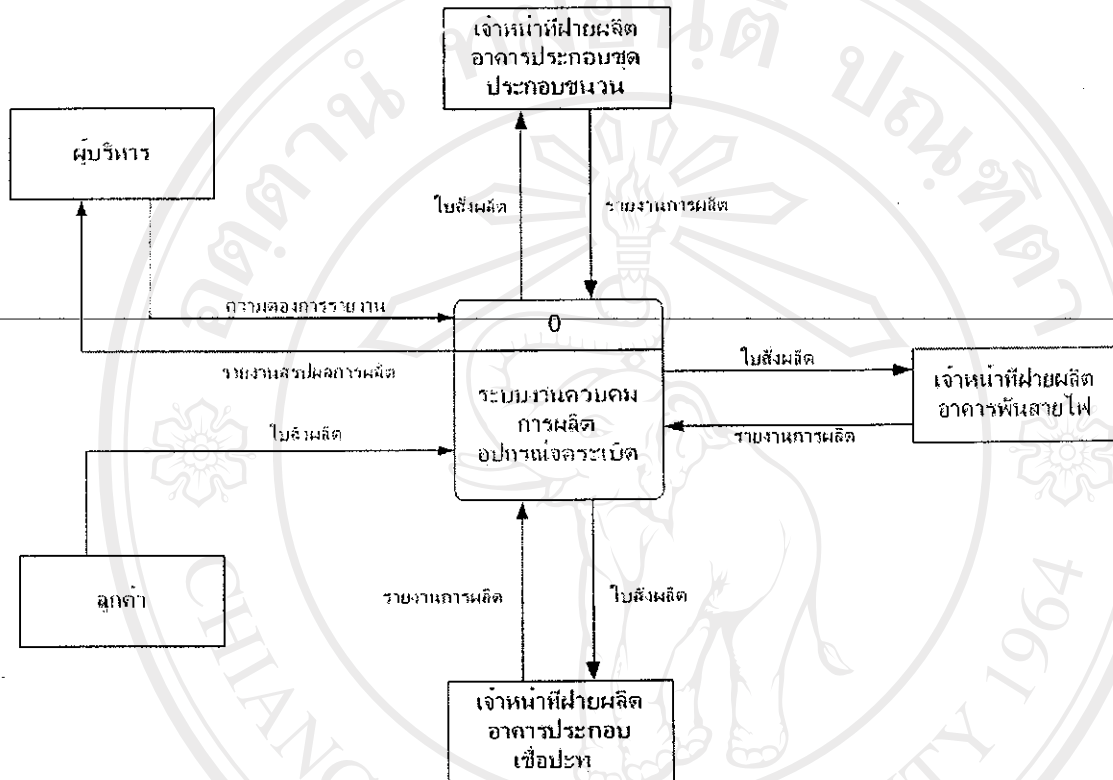 เจ้าหน้าที่ฝ่ายผลิต
อาคารประกอบชุด
ประกอบชนวน
ผู้บริหาร
ใบสั่งผลิต
รายงานการผลิต
ความต้องการรายงาน
0
รายงานสรุปผลการผลิต
ใบสั่งผลิต
เจ้าหน้าที่ฝ่ายผลิต
อาคารพันสายไฟ
ระบบงานควบคุม
การผลิต
อุปกรณ์จุดระเบิด
ใบสั่งผลิต
รายงานการผลิต
ลูกค้า
รายงานการผลิต
ใบสั่งผลิต
เจ้าหน้าที่ฝ่ายผลิต
อาคารประกอบ
เชื้อปะทุ
CHIANG
1964